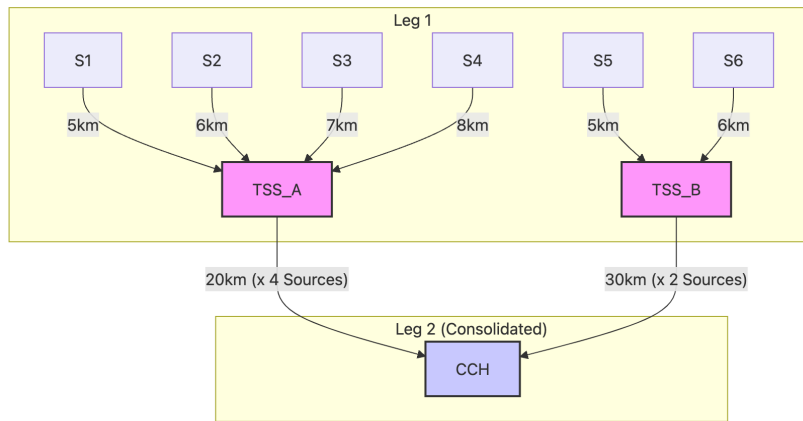 Leg 1
S1
S2
S3
S4
S5
S6
5km
6km
7km
8km
5km
6km
TSS_A
TSS_B
20km (x 4 Sources)
30km (x 2 Sources)
Leg 2 (Consolidated)
CCH